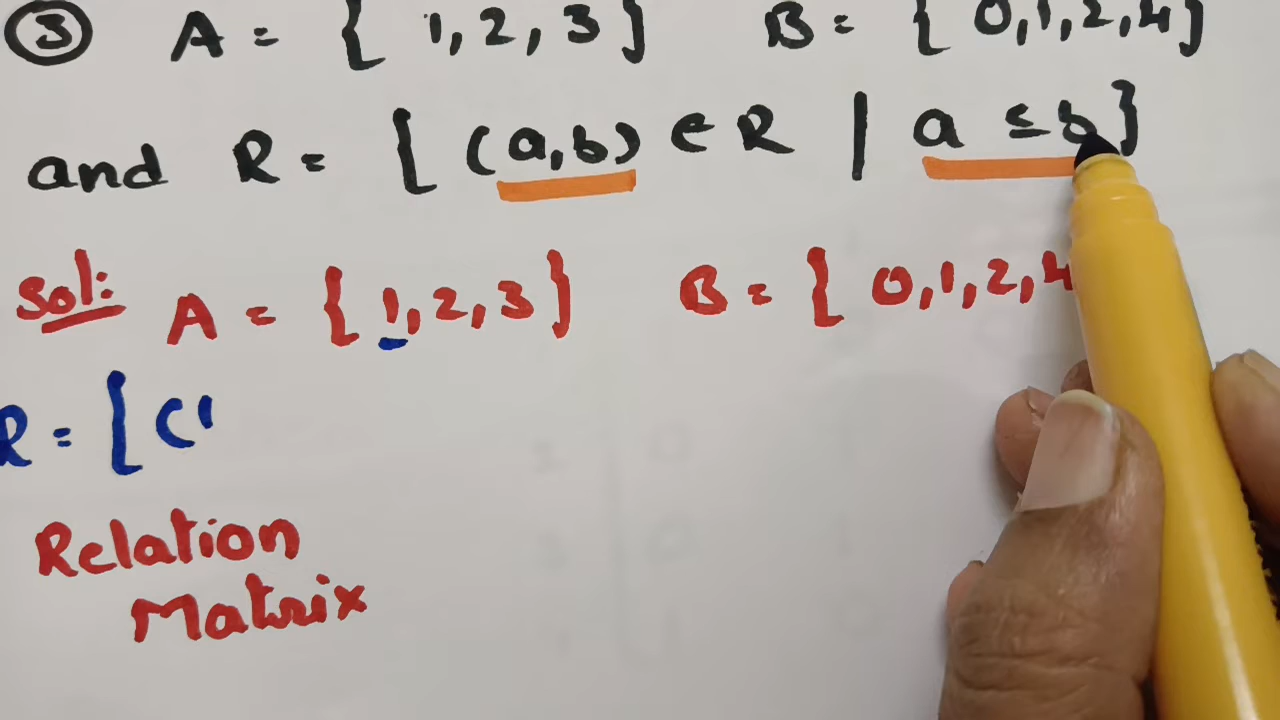 ③ A = { 1, 2, 3 } B = { 0, 1, 2, 4 }
and R = { (a, b) ∈ R | a ≤ b }
Sol: A = { 1, 2, 3 } B = { 0, 1, 2, 4
R = { (1
Relation
Matrix